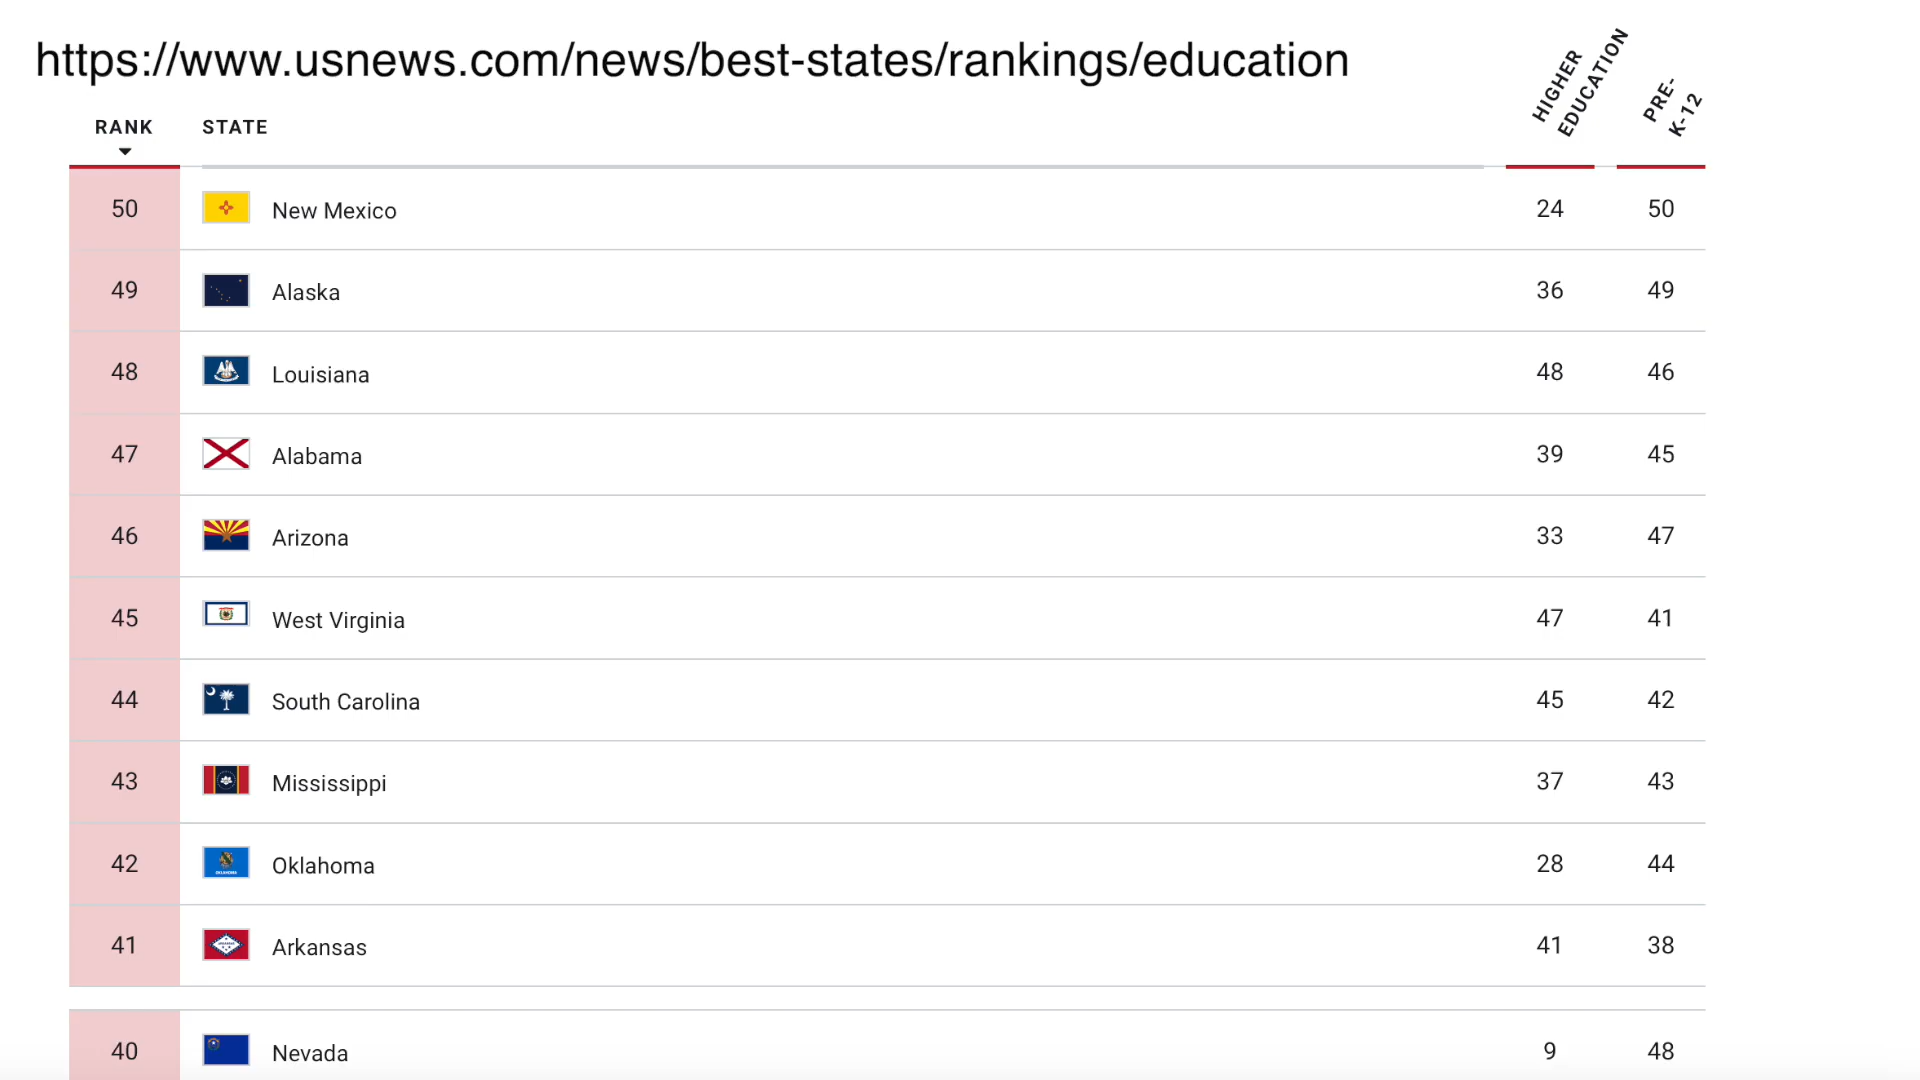 https://www.usnews.com/news/best-states/rankings/education
RANK STATE HIGHER EDUCATION PRE-K-12
50 New Mexico 24 50
49 Alaska 36 49
48 Louisiana 48 46
47 Alabama 39 45
46 Arizona 33 47
45 West Virginia 47 41
44 South Carolina 45 42
43 Mississippi 37 43
42 OKLAHOMA Oklahoma 28 44
41 Arkansas 41 38
40 Nevada 9 48